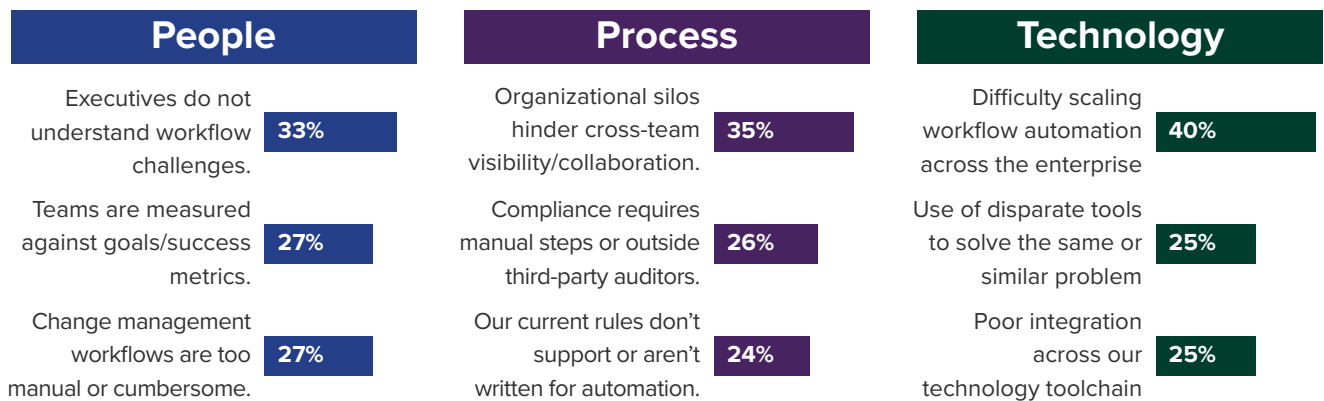 People
Executives do not
understand workflow
challenges.
33%
Teams are measured
against goals/success
metrics.
27%
Change management
workflows are too
manual or cumbersome.
27%
Process
Organizational silos
hinder cross-team
visibility/collaboration.
35%
Compliance requires
manual steps or outside
third-party auditors.
26%
Our current rules don’t
support or aren’t
written for automation.
24%
Technology
Difficulty scaling
workflow automation
across the enterprise
40%
Use of disparate tools
to solve the same or
similar problem
25%
Poor integration
across our
technology toolchain
25%